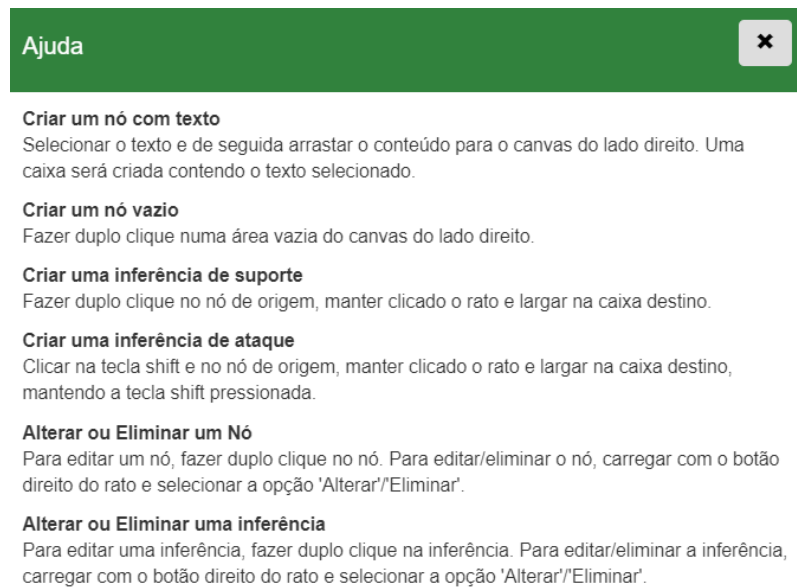 Ajuda
Criar um nó com texto
Selecionar o texto e de seguida arrastar o conteúdo para o canvas do lado direito. Uma
caixa será criada contendo o texto selecionado.
Criar um nó vazio
Fazer duplo clique numa área vazia do canvas do lado direito.
Criar uma inferência de suporte
Fazer duplo clique no nó de origem, manter clicado o rato e largar na caixa destino.
Criar uma inferência de ataque
Clicar na tecla shift e no nó de origem, manter clicado o rato e largar na caixa destino,
mantendo a tecla shift pressionada.
Alterar ou Eliminar um Nó
Para editar um nó, fazer duplo clique no nó. Para editar/eliminar o nó, carregar com o botão
direito do rato e selecionar a opção 'Alterar'/'Eliminar'.
Alterar ou Eliminar uma inferência
Para editar uma inferência, fazer duplo clique na inferência. Para editar/eliminar a inferência,
carregar com o botão direito do rato e selecionar a opção 'Alterar'/'Eliminar'.